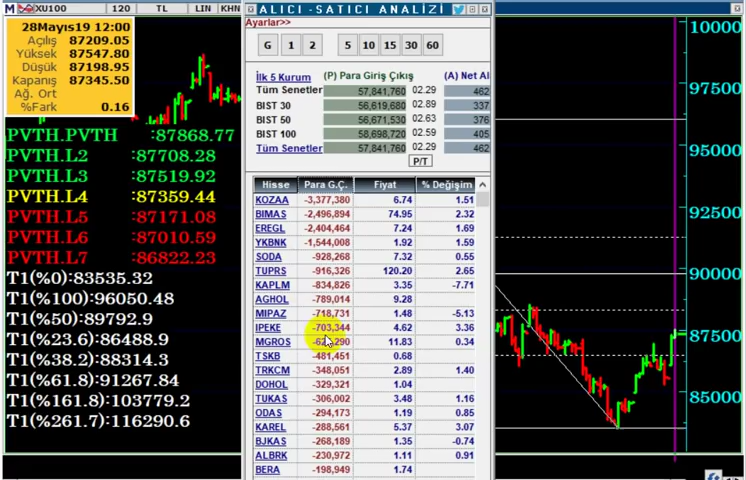 M XU100 120 TL LIN KHN
28Mayıs19 12:00
Açılış 87209.05
Yüksek 87547.80
Düşük 87198.95
Kapanış 87345.50
Ağ. Ort
%Fark 0.16
PVTH.PVTH :87868.77
PVTH.L2 :87708.28
PVTH.L3 :87519.92
PVTH.L4 :87359.44
PVTH.L5 :87171.08
PVTH.L6 :87010.59
PVTH.L7 :86822.23
T1(%0):83535.32
T1(%100):96050.48
T1(%50):89792.9
T1(%23.6):86488.9
T1(%38.2):88314.3
T1(%61.8):91267.84
T1(%161.8):103779.2
T1(%261.7):116290.6
ALICI -SATICI ANALİZİ
Ayarlar>>
G 1 2 5 10 15 30 60
İlk 5 Kurum (P) Para Giriş Çıkış (A) Net Al
Tüm Senetler 57,841,760 02.29 462
BIST 30 56,619,680 02.89 337
BIST 50 56,671,530 02.63 376
BIST 100 58,698,720 02.59 405
Tüm Senetler 57,841,760 02.29 462
P/T
Hisse Para G.Ç. Fiyat % Değişim
KOZAA -3,377,380 6.74 1.51
BIMAS -2,496,894 74.95 2.32
EREGL -2,404,464 7.24 1.69
YKBNK -1,544,008 1.92 1.59
SODA -928,268 7.32 0.55
TUPRS -916,326 120.20 2.65
KAPLM -834,826 3.35 -7.71
AGHOL -789,014 9.28
MIPAZ -718,731 1.48 -5.13
IPEKE -703,344 4.62 3.36
MGROS 11.83 0.34
TSKB -481,451 0.68
TRKCM -348,051 2.89 1.40
DOHOL -329,321 1.04
TUKAS -306,002 3.48 1.16
ODAS -294,173 1.19 0.85
KAREL -288,561 5.37 3.07
BJKAS -268,189 1.35 -0.74
ALBRK -230,972 1.11 0.91
BERA -198,949 1.74
10000
97500
95000
92500
90000
87500
85000